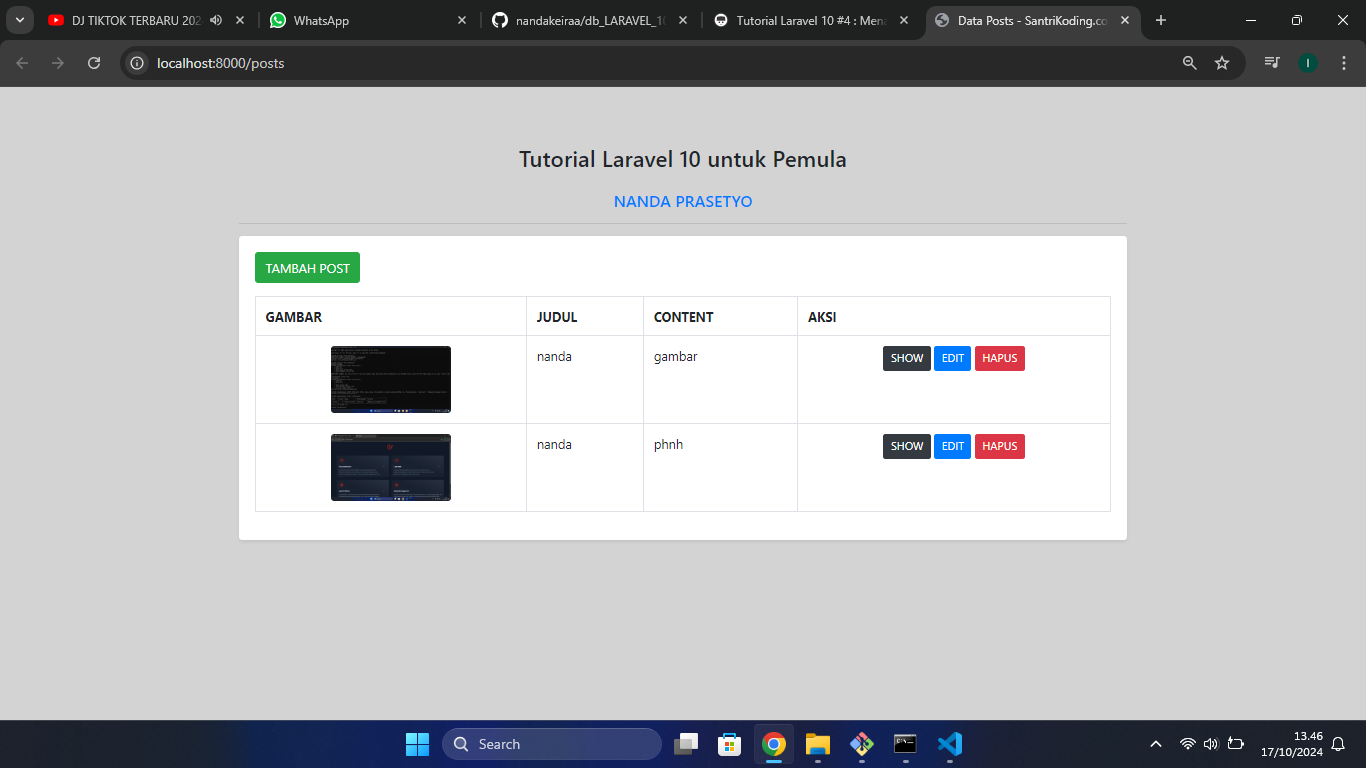 DJ TIKTOK TERBARU 202
WhatsApp
nandakeiraa/db_LARAVEL_10
Tutorial Laravel 10 #4 : Mena
Data Posts - SantriKoding.co
localhost:8000/posts
I
Tutorial Laravel 10 untuk Pemula
NANDA PRASETYO
TAMBAH POST
GAMBAR JUDUL CONTENT AKSI
nanda gambar SHOW EDIT HAPUS
nanda phnh SHOW EDIT HAPUS
Search
13.46
17/10/2024